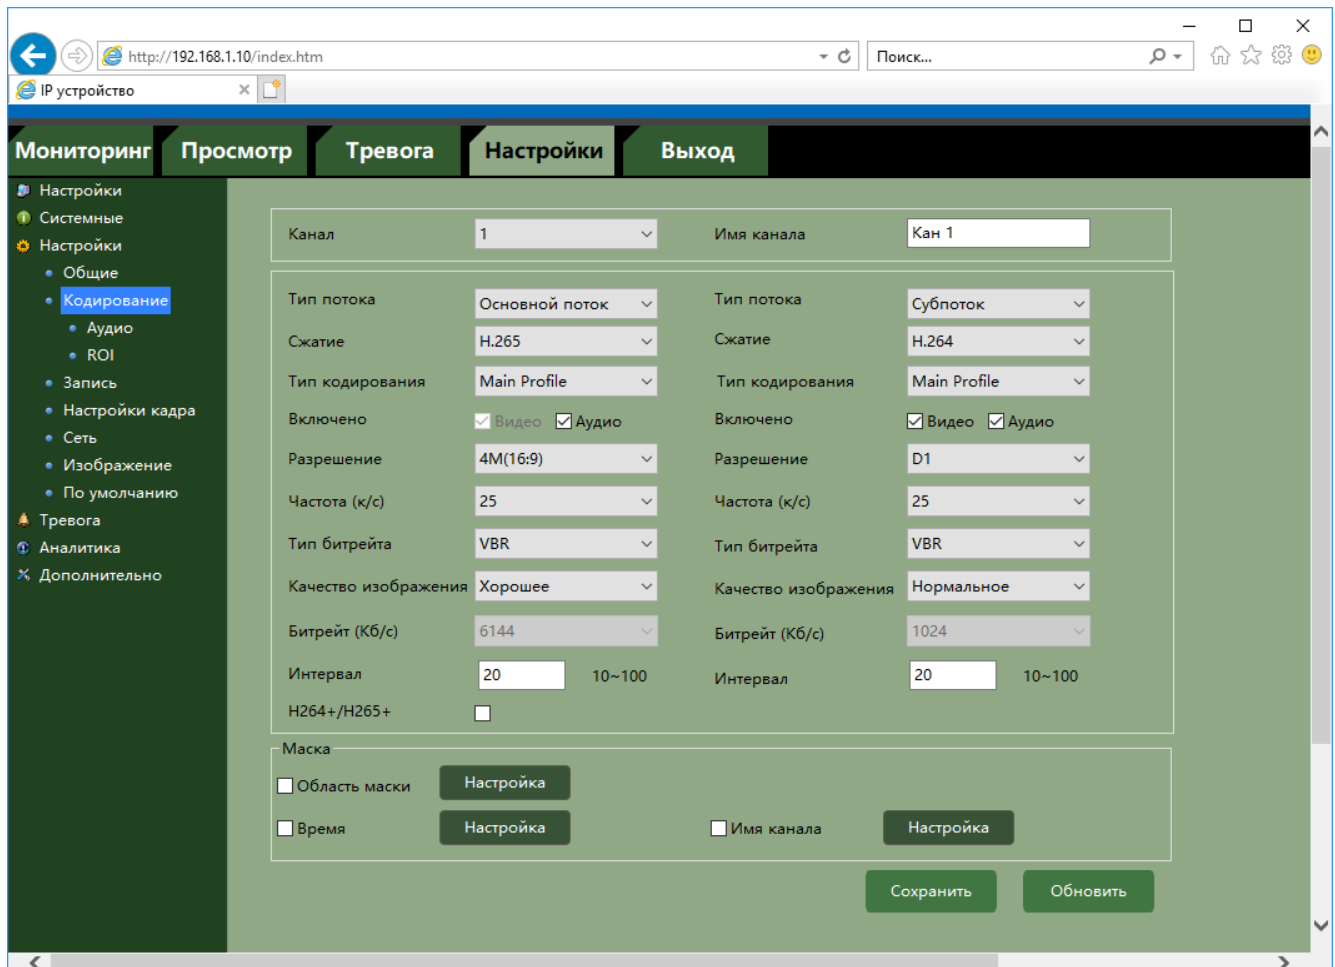 http://192.168.1.10/index.htm
Поиск...
IP устройство
Мониторинг Просмотр Тревога Настройки Выход
Настройки
Системные
Настройки
Общие
Кодирование
Аудио
ROI
Запись
Настройки кадра
Сеть
Изображение
По умолчанию
Тревога
Аналитика
Дополнительно
Канал 1 Имя канала Кан 1
Тип потока Основной поток Тип потока Субпоток
Сжатие H.265 Сжатие H.264
Тип кодирования Main Profile Тип кодирования Main Profile
Включено Видео Аудио Включено Видео Аудио
Разрешение 4M(16:9) Разрешение D1
Частота (к/с) 25 Частота (к/с) 25
Тип битрейта VBR Тип битрейта VBR
Качество изображения Хорошее Качество изображения Нормальное
Битрейт (Кб/с) 6144 Битрейт (Кб/с) 1024
Интервал 20 10~100 Интервал 20 10~100
H264+/H265+
Маска
Область маски Настройка
Время Настройка Имя канала Настройка
Сохранить Обновить